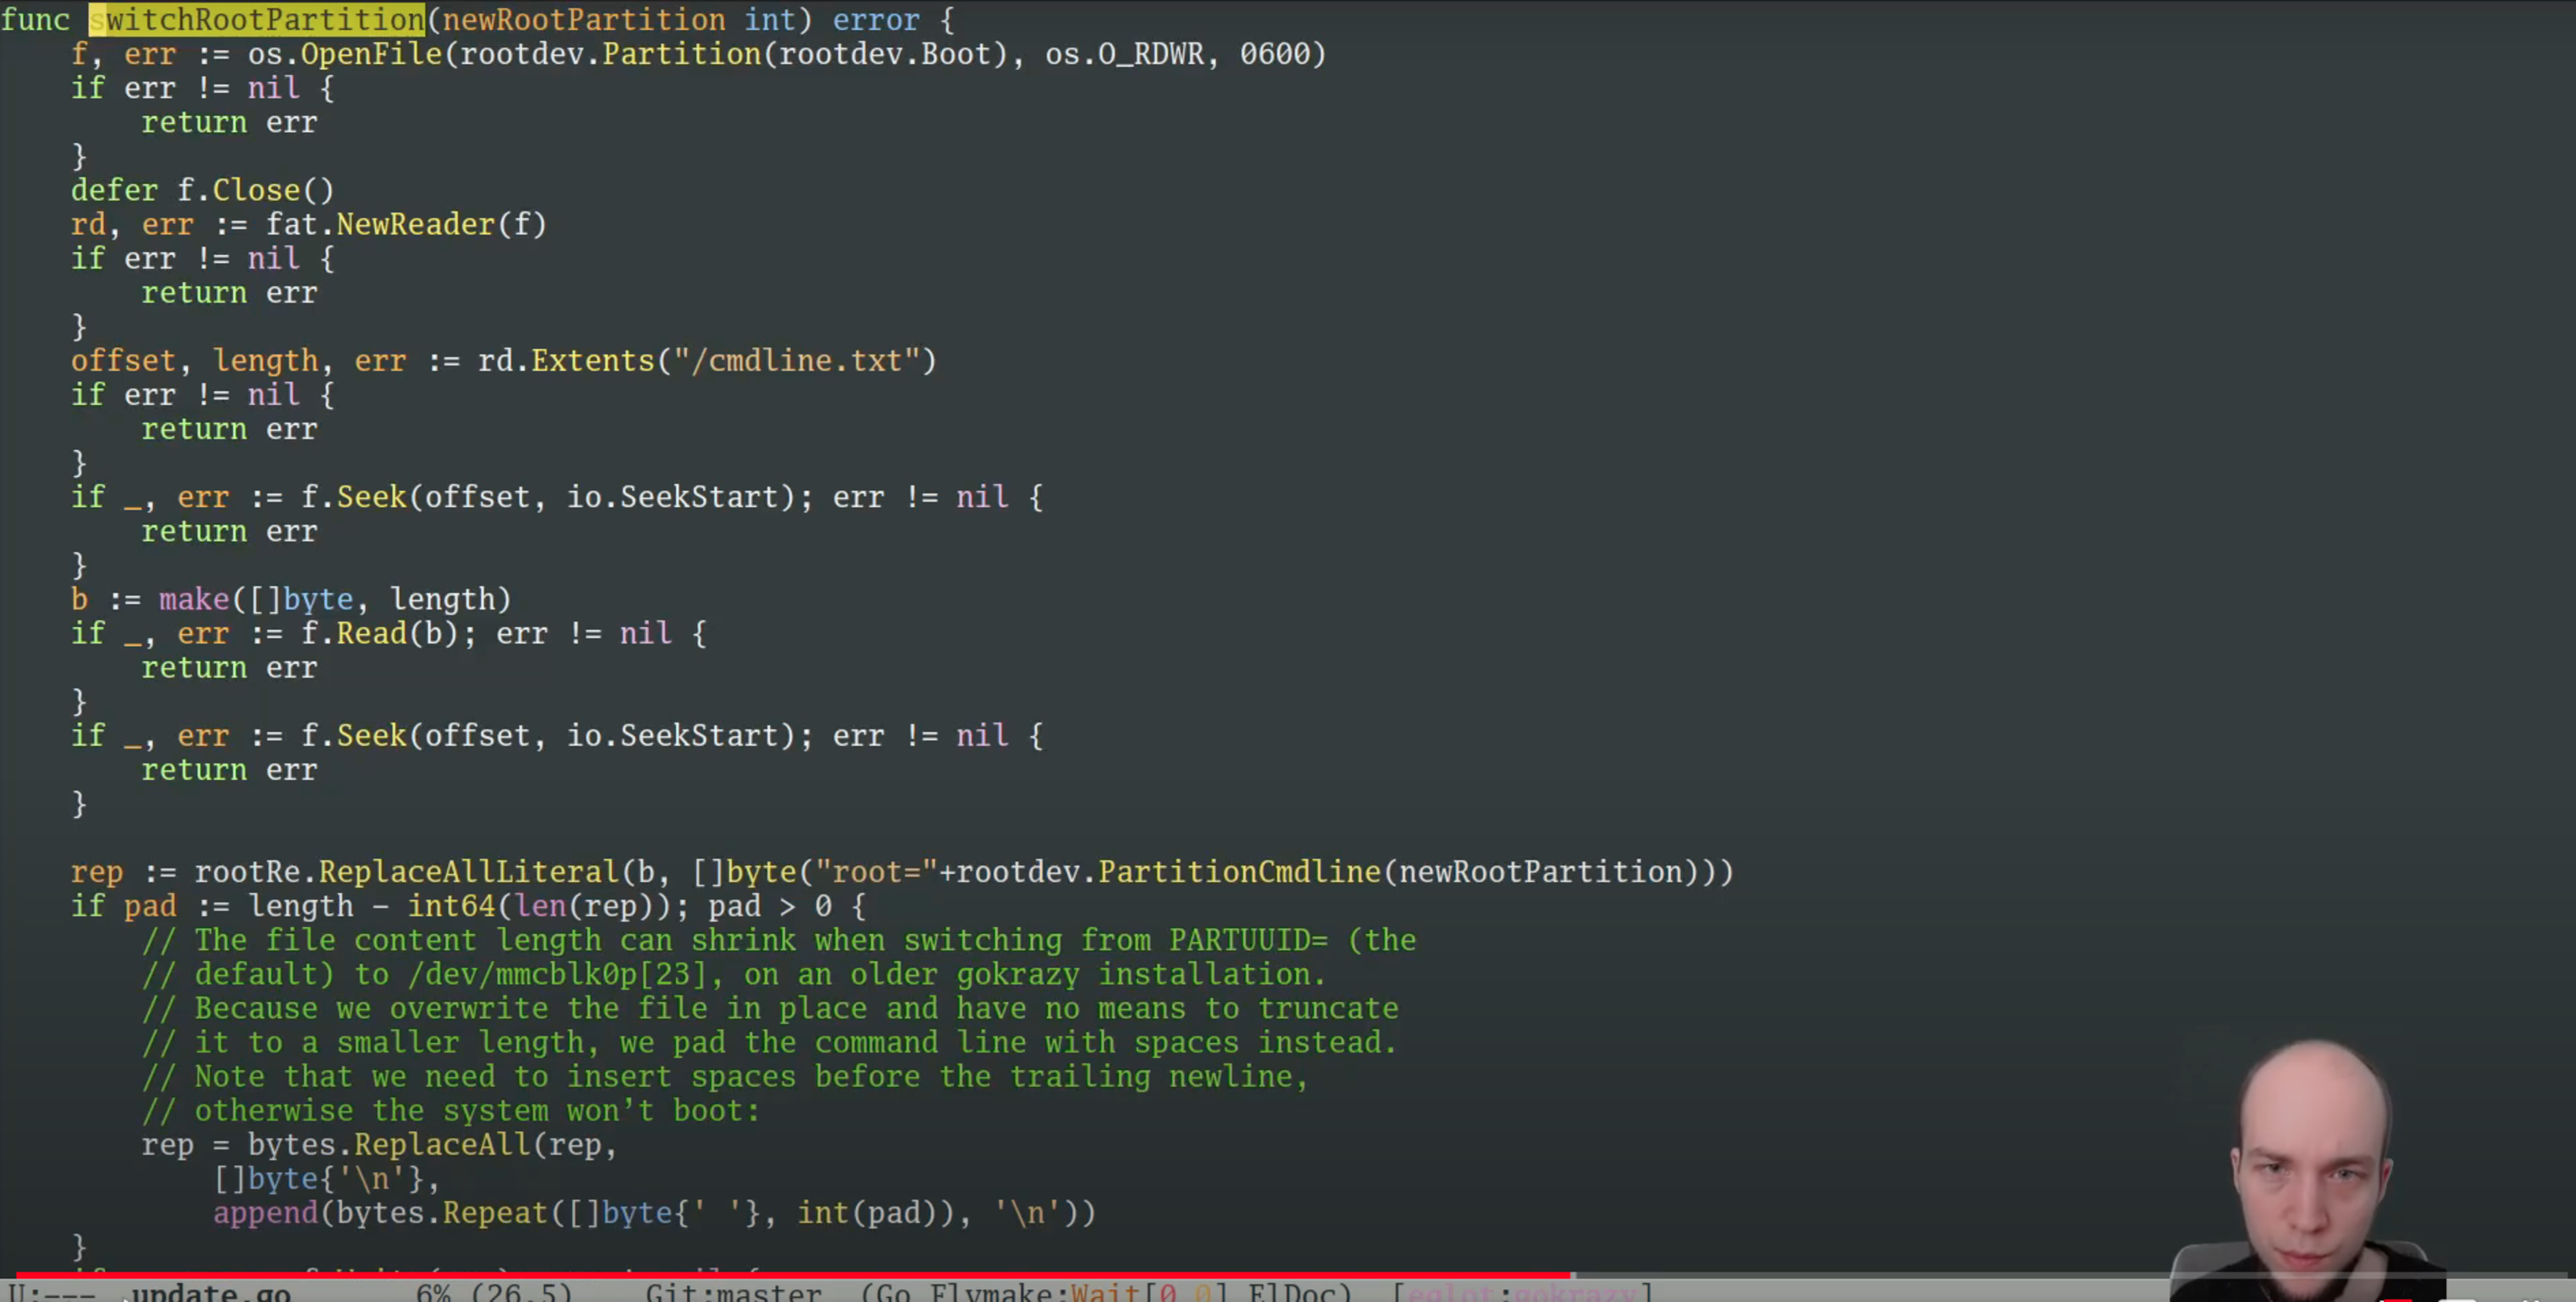 func switchRootPartition(newRootPartition int) error {
    f, err := os.OpenFile(rootdev.Partition(rootdev.Boot), os.O_RDWR, 0600)
    if err != nil {
        return err
    }
    defer f.Close()
    rd, err := fat.NewReader(f)
    if err != nil {
        return err
    }
    offset, length, err := rd.Extents("/cmdline.txt")
    if err != nil {
        return err
    }
    if _, err := f.Seek(offset, io.SeekStart); err != nil {
        return err
    }
    b := make([]byte, length)
    if _, err := f.Read(b); err != nil {
        return err
    }
    if _, err := f.Seek(offset, io.SeekStart); err != nil {
        return err
    }

    rep := rootRe.ReplaceAllLiteral(b, []byte("root="+rootdev.PartitionCmdline(newRootPartition)))
    if pad := length - int64(len(rep)); pad > 0 {
        // The file content length can shrink when switching from PARTUUID= (the
        // default) to /dev/mmcblk0p[23], on an older gokrazy installation.
        // Because we overwrite the file in place and have no means to truncate
        // it to a smaller length, we pad the command line with spaces instead.
        // Note that we need to insert spaces before the trailing newline,
        // otherwise the system won’t boot:
        rep = bytes.ReplaceAll(rep,
            []byte{'\n'},
            append(bytes.Repeat([]byte{' '}, int(pad)), '\n'))
    }
U:--- update.go 6% (26,5) Git:master (Go Flymake:Wait[0 0] ElDoc) [eglot:gokrazy]